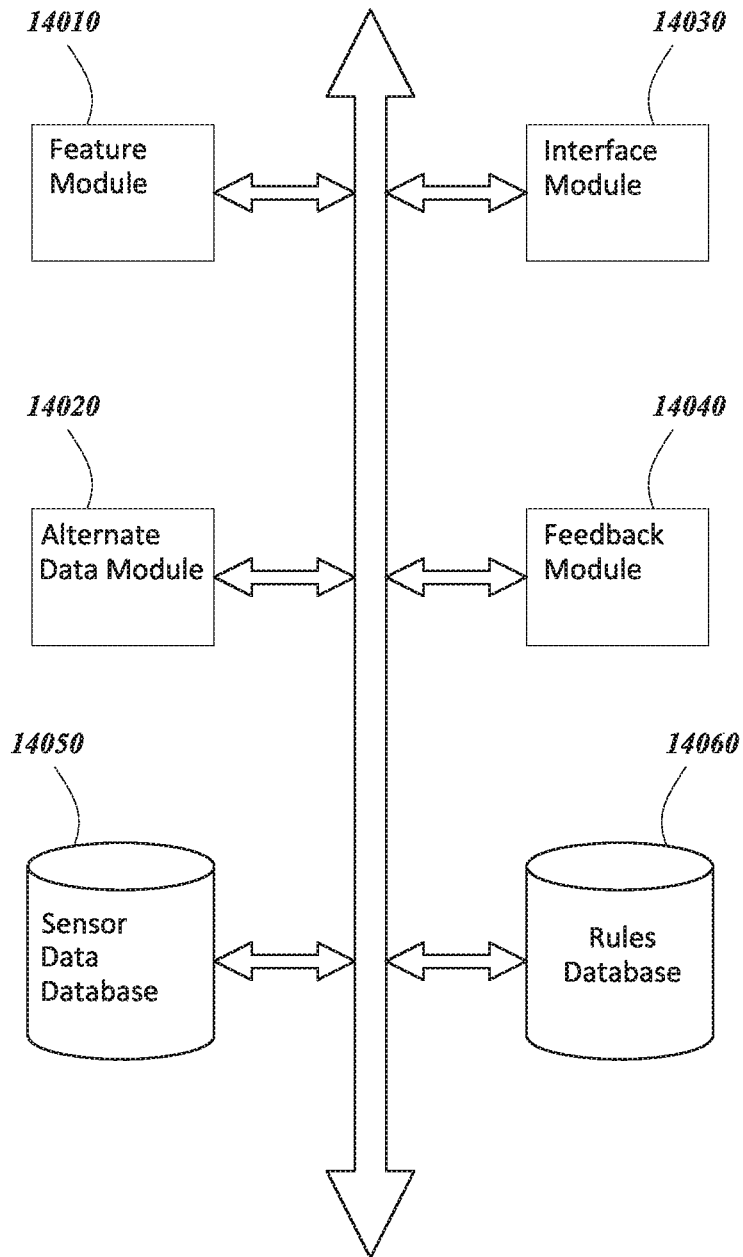 14010
14030
Feature
Module
Interface
Module
14020
14040
Alternate
Data Module
Feedback
Module
14050
14060
Sensor
Data
Database
Rules
Database